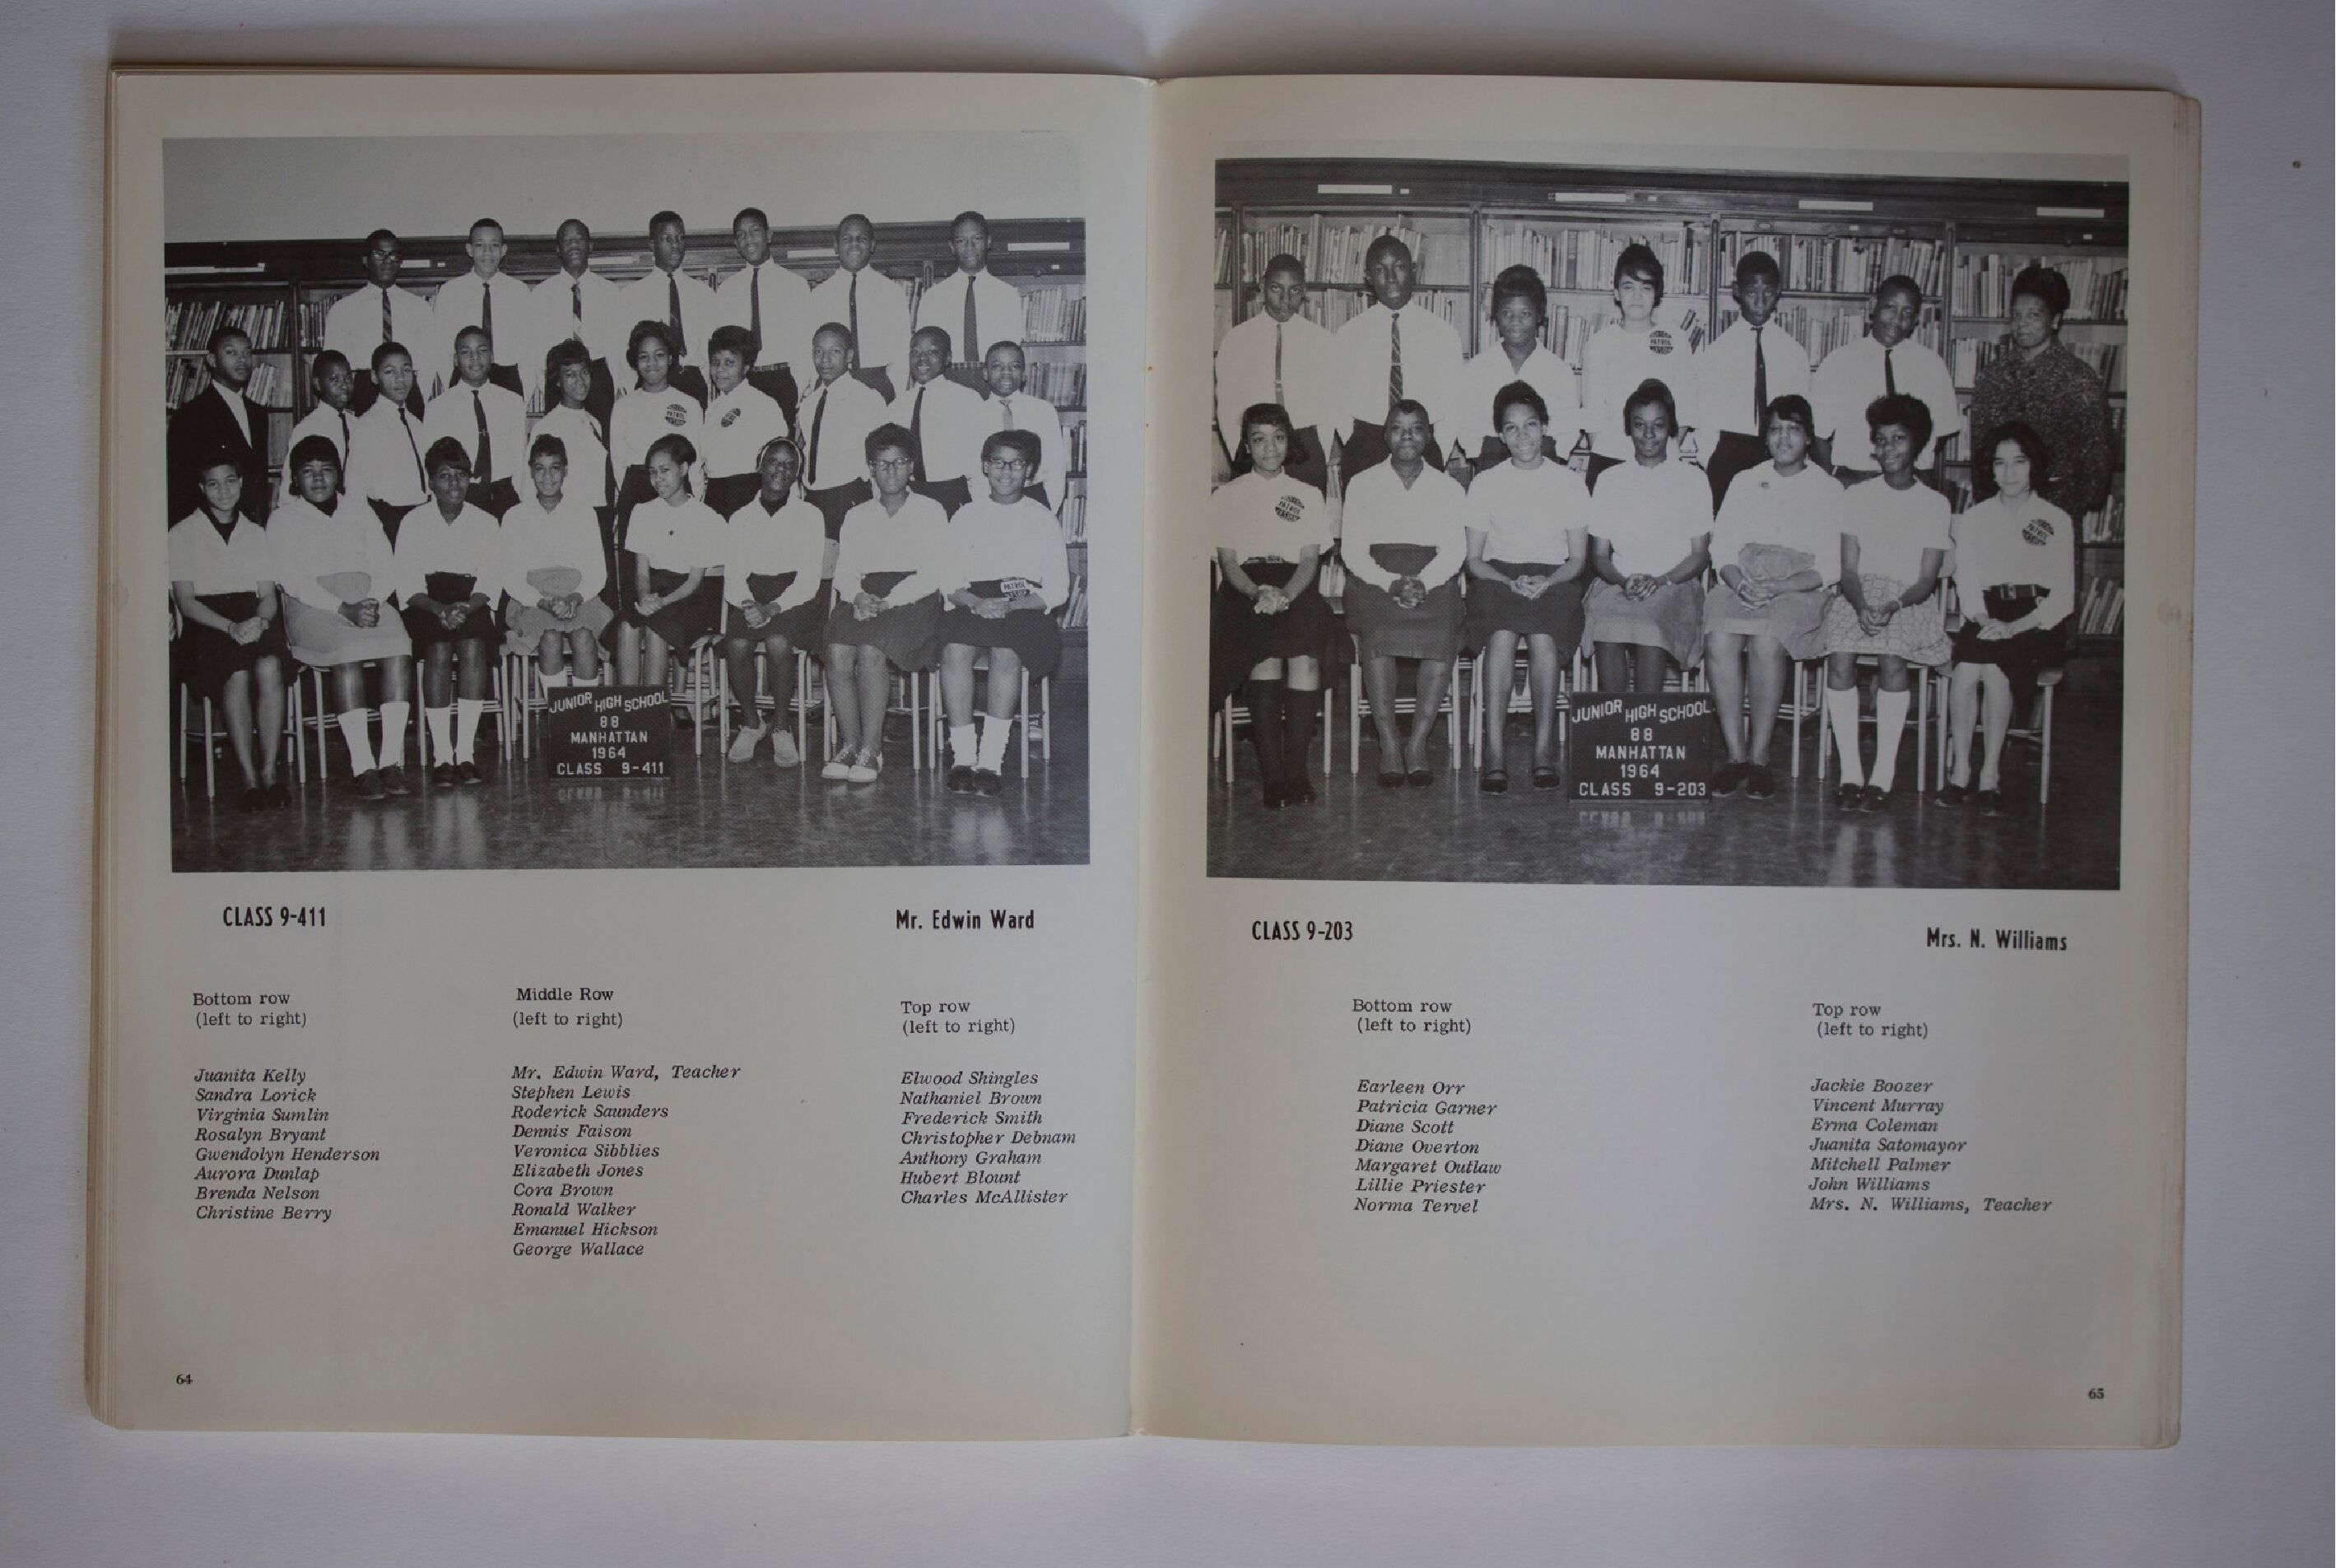 PATROL
JUNIOR HIGH SCHOOL
88
MANHATTAN
1964
CLASS 9-411
CLASS 9-411
Mr. Edwin Ward
Bottom row
(left to right)
Juanita Kelly
Sandra Lorick
Virginia Sumlin
Rosalyn Bryant
Gwendolyn Henderson
Aurora Dunlap
Brenda Nelson
Christine Berry
Middle Row
(left to right)
Mr. Edwin Ward, Teacher
Stephen Lewis
Roderick Saunders
Dennis Faison
Veronica Sibblies
Elizabeth Jones
Cora Brown
Ronald Walker
Emanuel Hickson
George Wallace
Top row
(left to right)
Elwood Shingles
Nathaniel Brown
Frederick Smith
Christopher Debnam
Anthony Graham
Hubert Blount
Charles McAllister
64
PATROL
PATROL
PATROL
JUNIOR HIGH SCHOOL
88
MANHATTAN
1964
CLASS 9-203
CLASS 9-203
Mrs. N. Williams
Bottom row
(left to right)
Earleen Orr
Patricia Garner
Diane Scott
Diane Overton
Margaret Outlaw
Lillie Priester
Norma Tervel
Top row
(left to right)
Jackie Boozer
Vincent Murray
Erma Coleman
Juanita Satomayor
Mitchell Palmer
John Williams
Mrs. N. Williams, Teacher
65